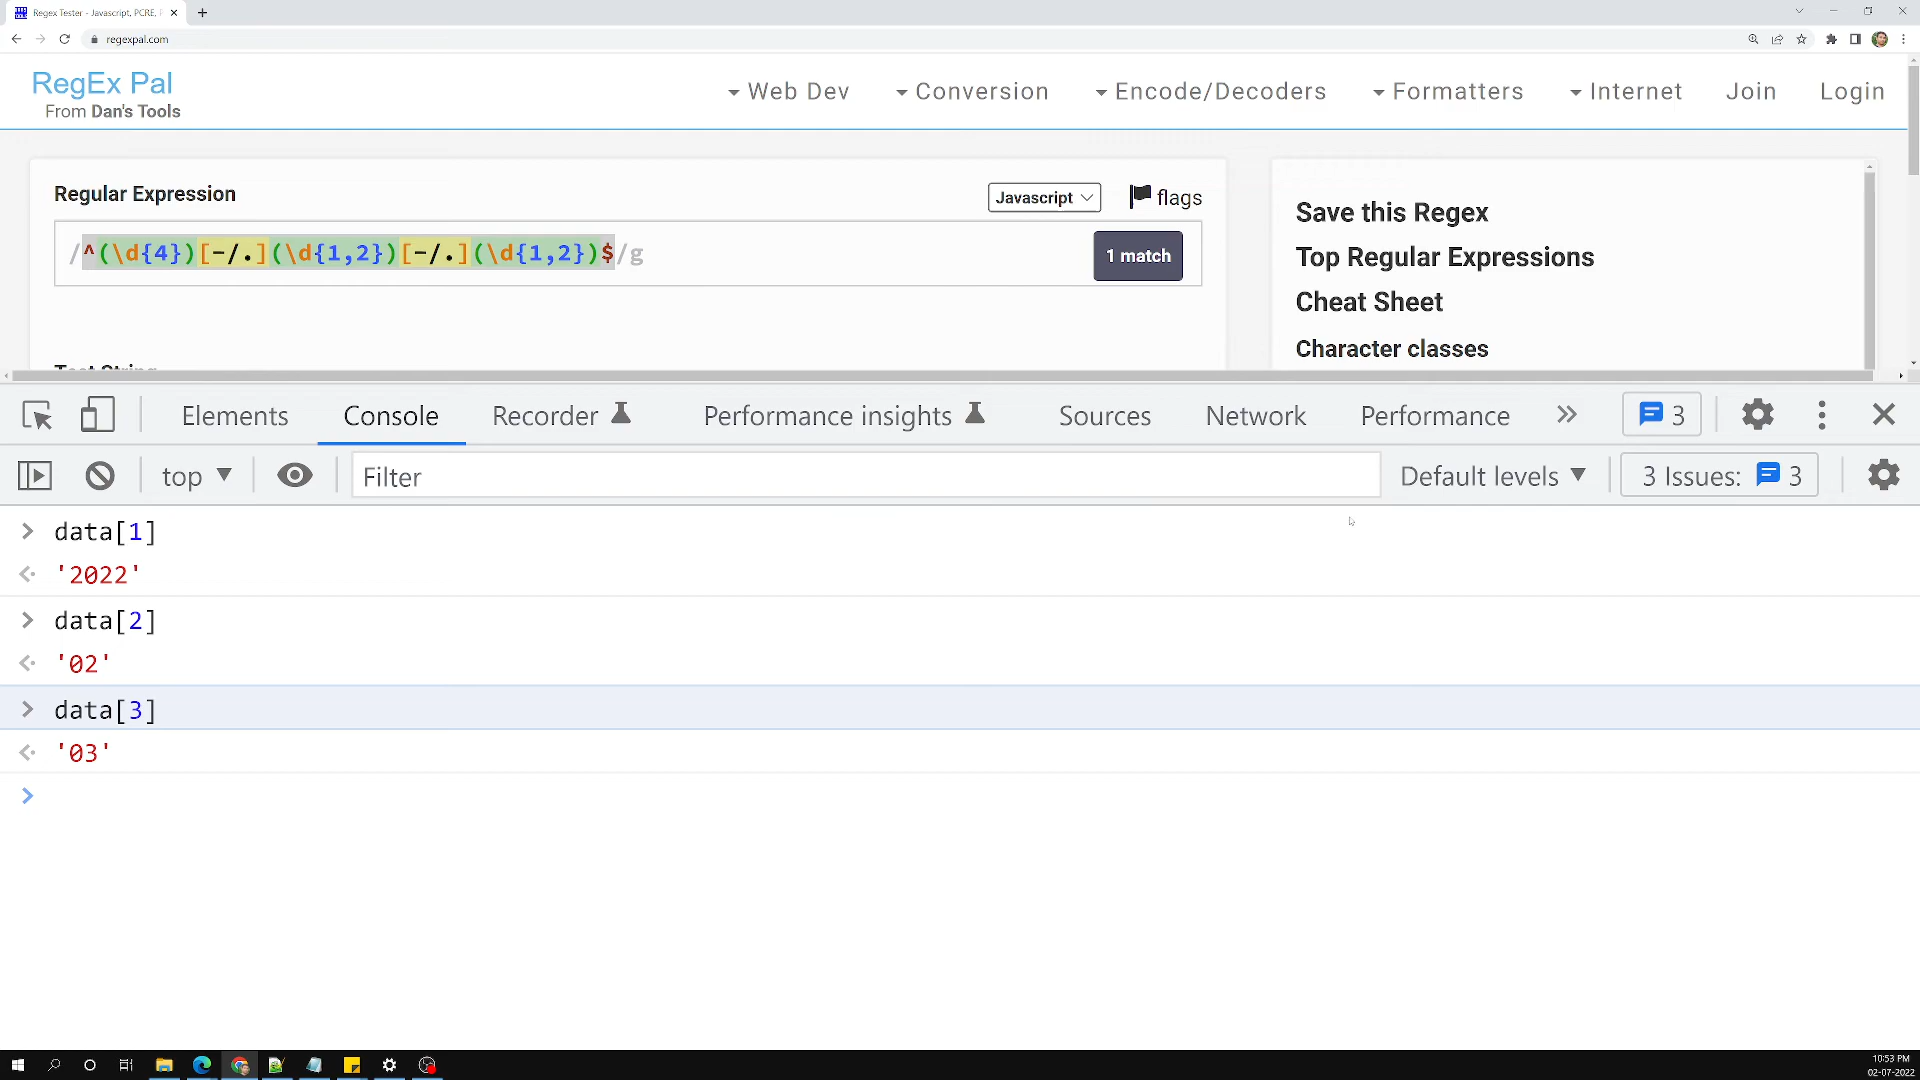 Regex Tester - Javascript, PCRE,
regexpal.com
RegEx Pal
From Dan's Tools
Web Dev
Conversion
Encode/Decoders
Formatters
Internet
Join
Login
Regular Expression
Javascript
flags
/^(\d{4})[-/.](\d{1,2})[-/.](\d{1,2})$/g
1 match
Test String
Save this Regex
Top Regular Expressions
Cheat Sheet
Character classes
Elements
Console
Recorder
Performance insights
Sources
Network
Performance
3
top
Filter
Default levels
3 Issues: 3
data[1]
'2022'
data[2]
'02'
data[3]
'03'
10:53 PM
02-07-2022